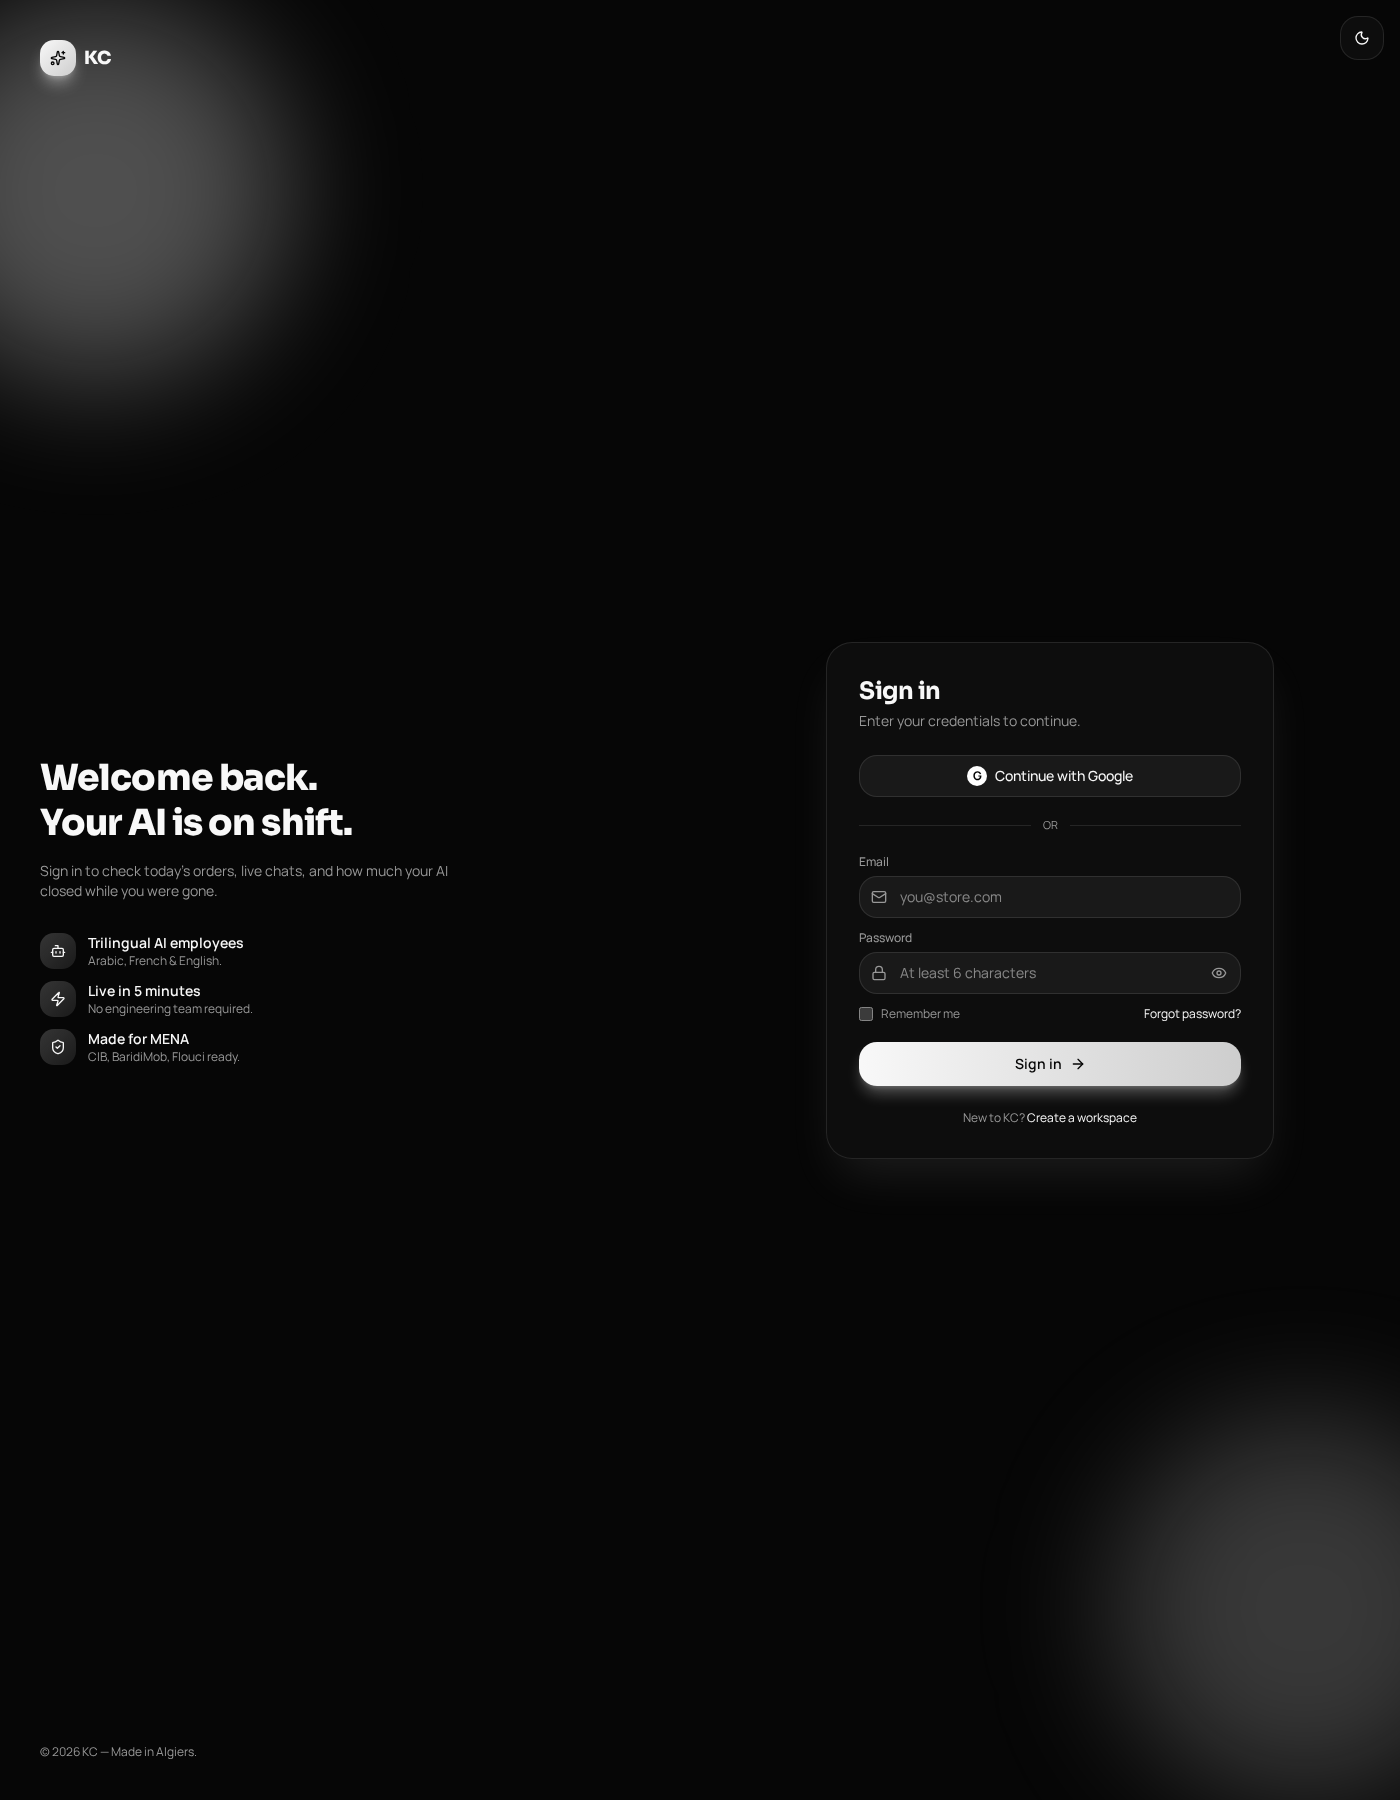 KC
Welcome back.
Your AI is on shift.
Sign in to check today's orders, live chats, and how much your AI
closed while you were gone.
Trilingual AI employees
Arabic, French & English.
Live in 5 minutes
No engineering team required.
Made for MENA
CIB, BaridiMob, Flouci ready.
© 2026 KC — Made in Algiers.
Sign in
Enter your credentials to continue.
G Continue with Google
OR
Email
you@store.com
Password
At least 6 characters
Remember me
Forgot password?
Sign in
New to KC? Create a workspace